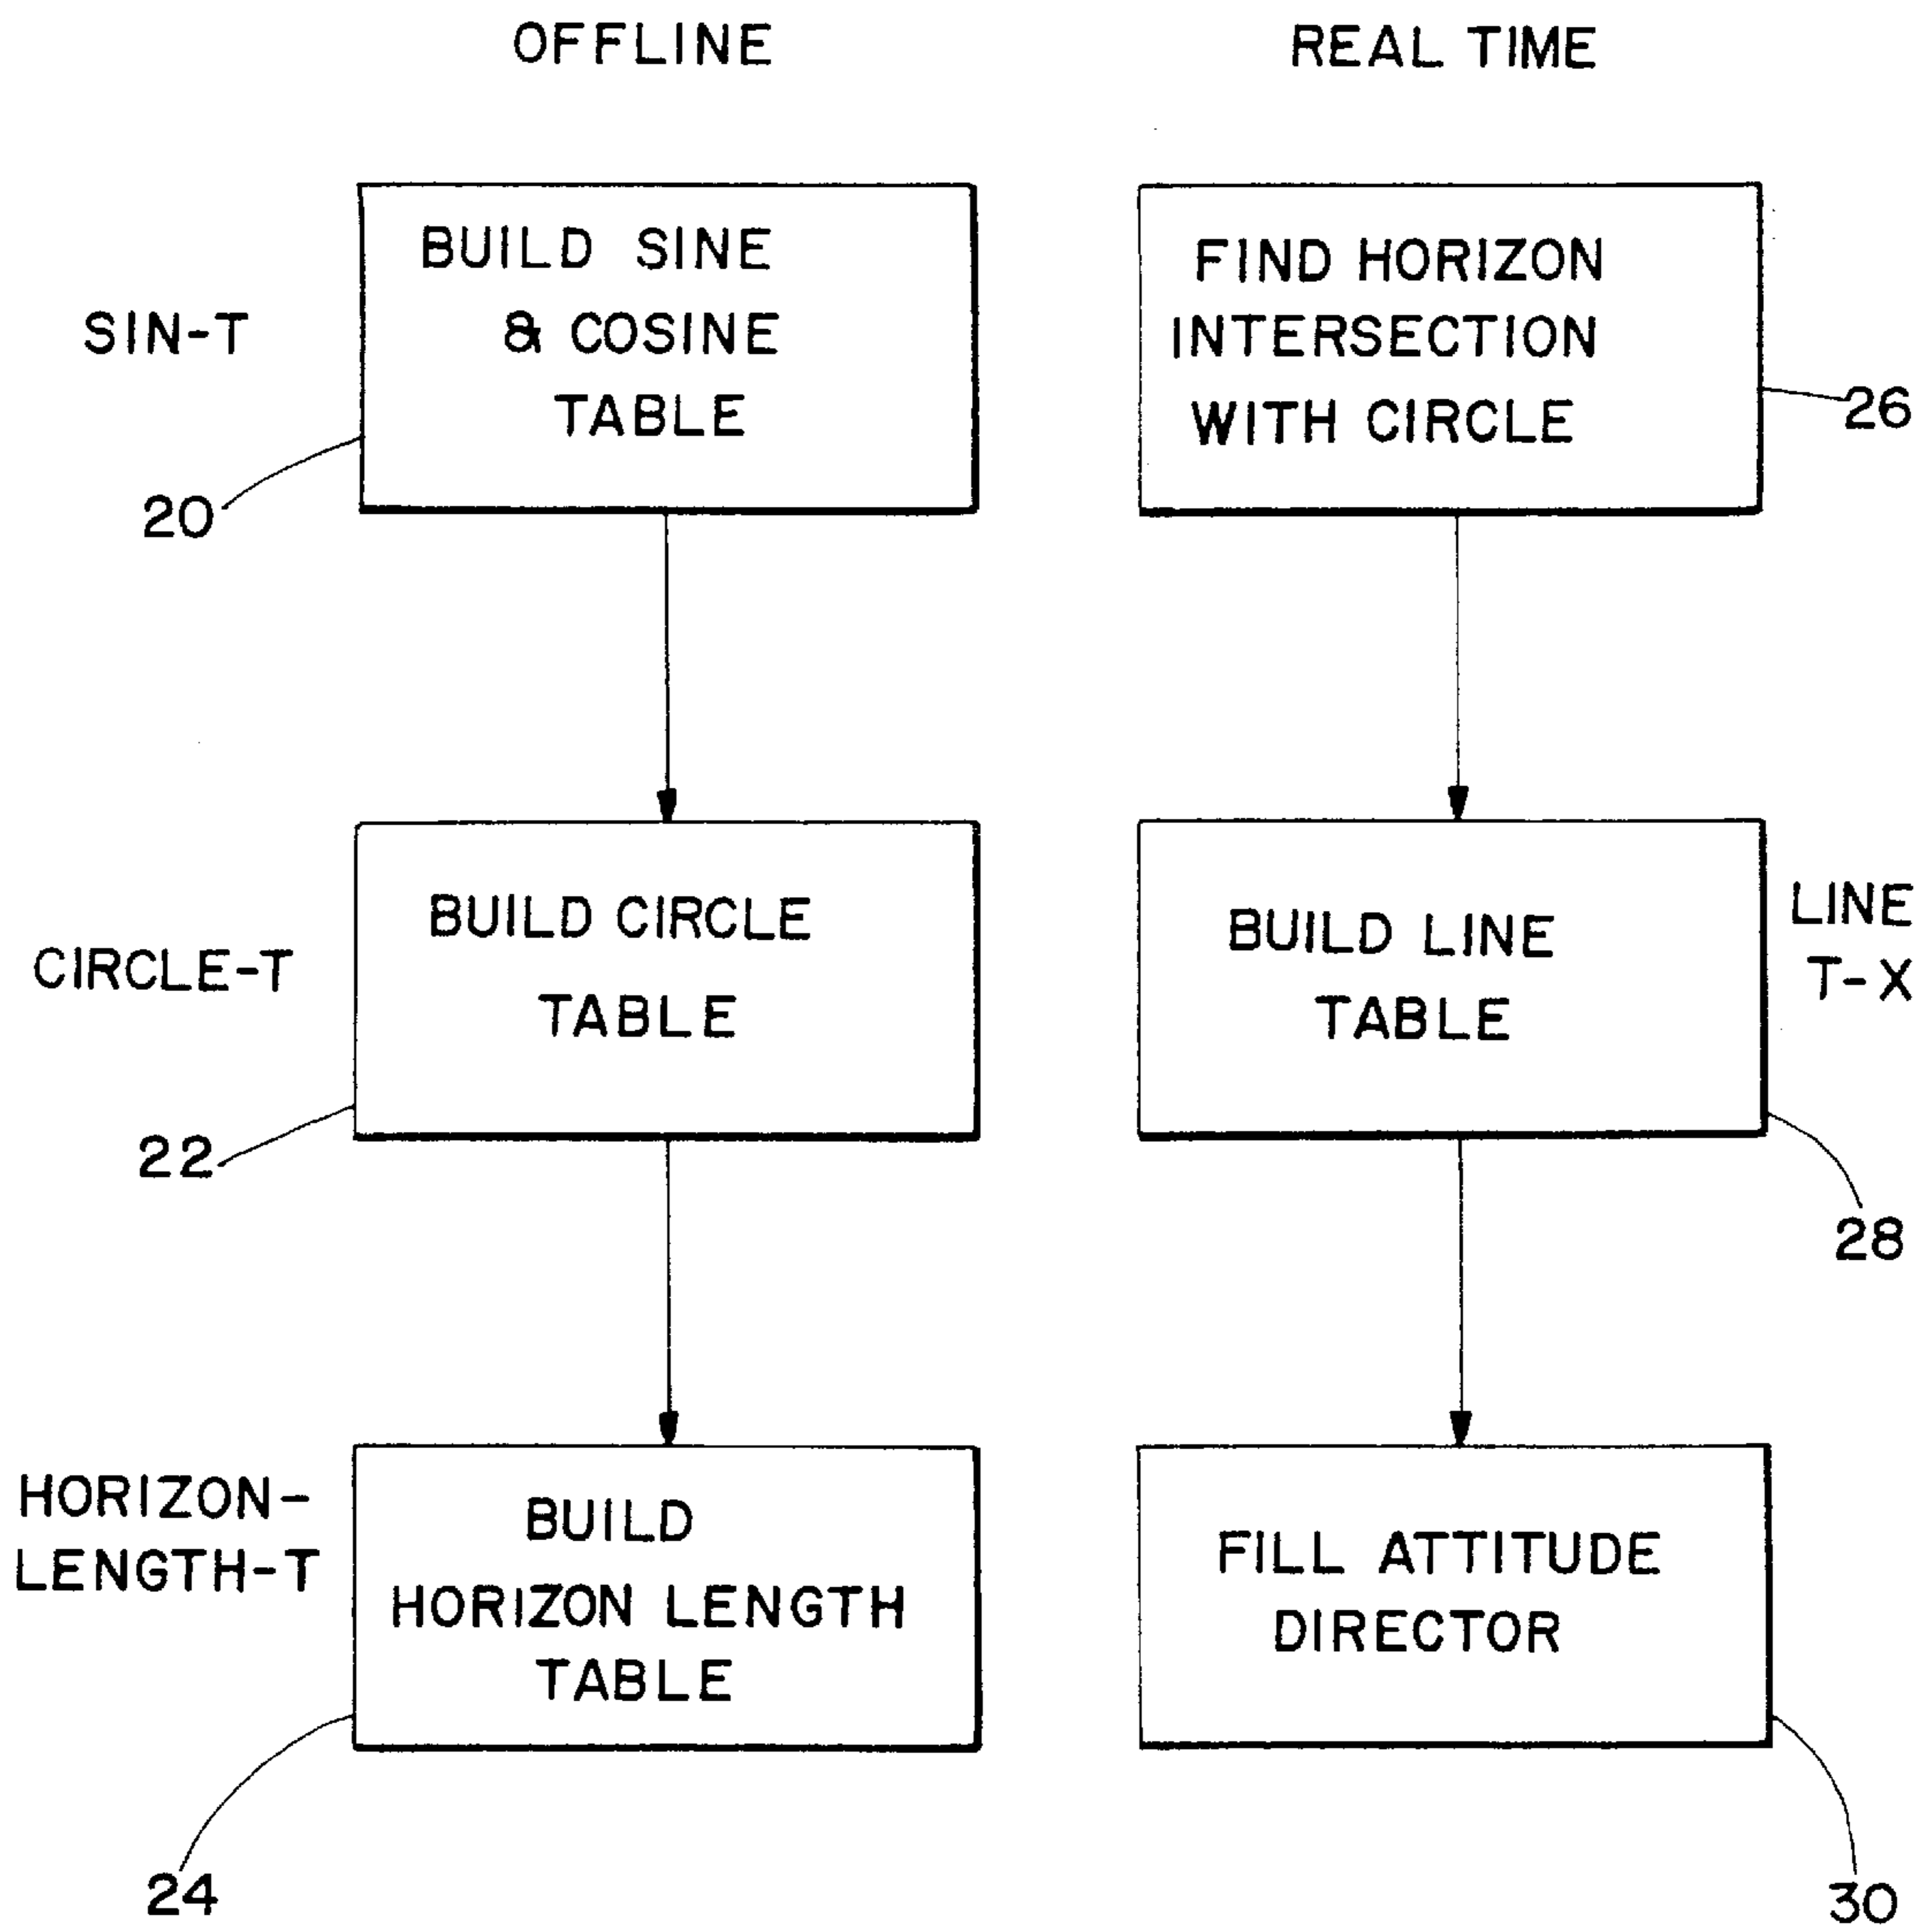 OFFLINE
REAL TIME
SIN-T
BUILD SINE
& COSINE
TABLE
20
FIND HORIZON
INTERSECTION
WITH CIRCLE
26
CIRCLE-T
BUILD CIRCLE
TABLE
22
BUILD LINE
TABLE
LINE
T-X
28
HORIZON-
LENGTH-T
BUILD
HORIZON LENGTH
TABLE
24
FILL ATTITUDE
DIRECTOR
30